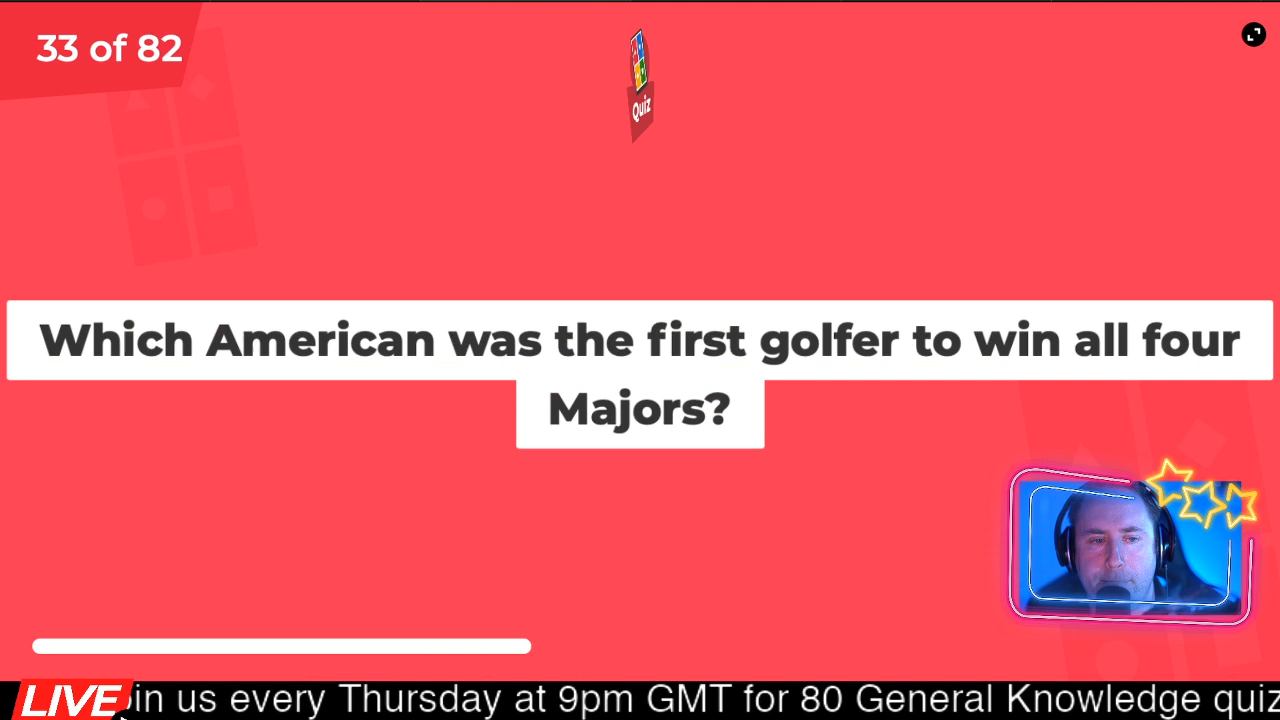 33 of 82
Quiz
Which American was the first golfer to win all four
Majors?
LIVE
in us every Thursday at 9pm GMT for 80 General Knowledge quiz